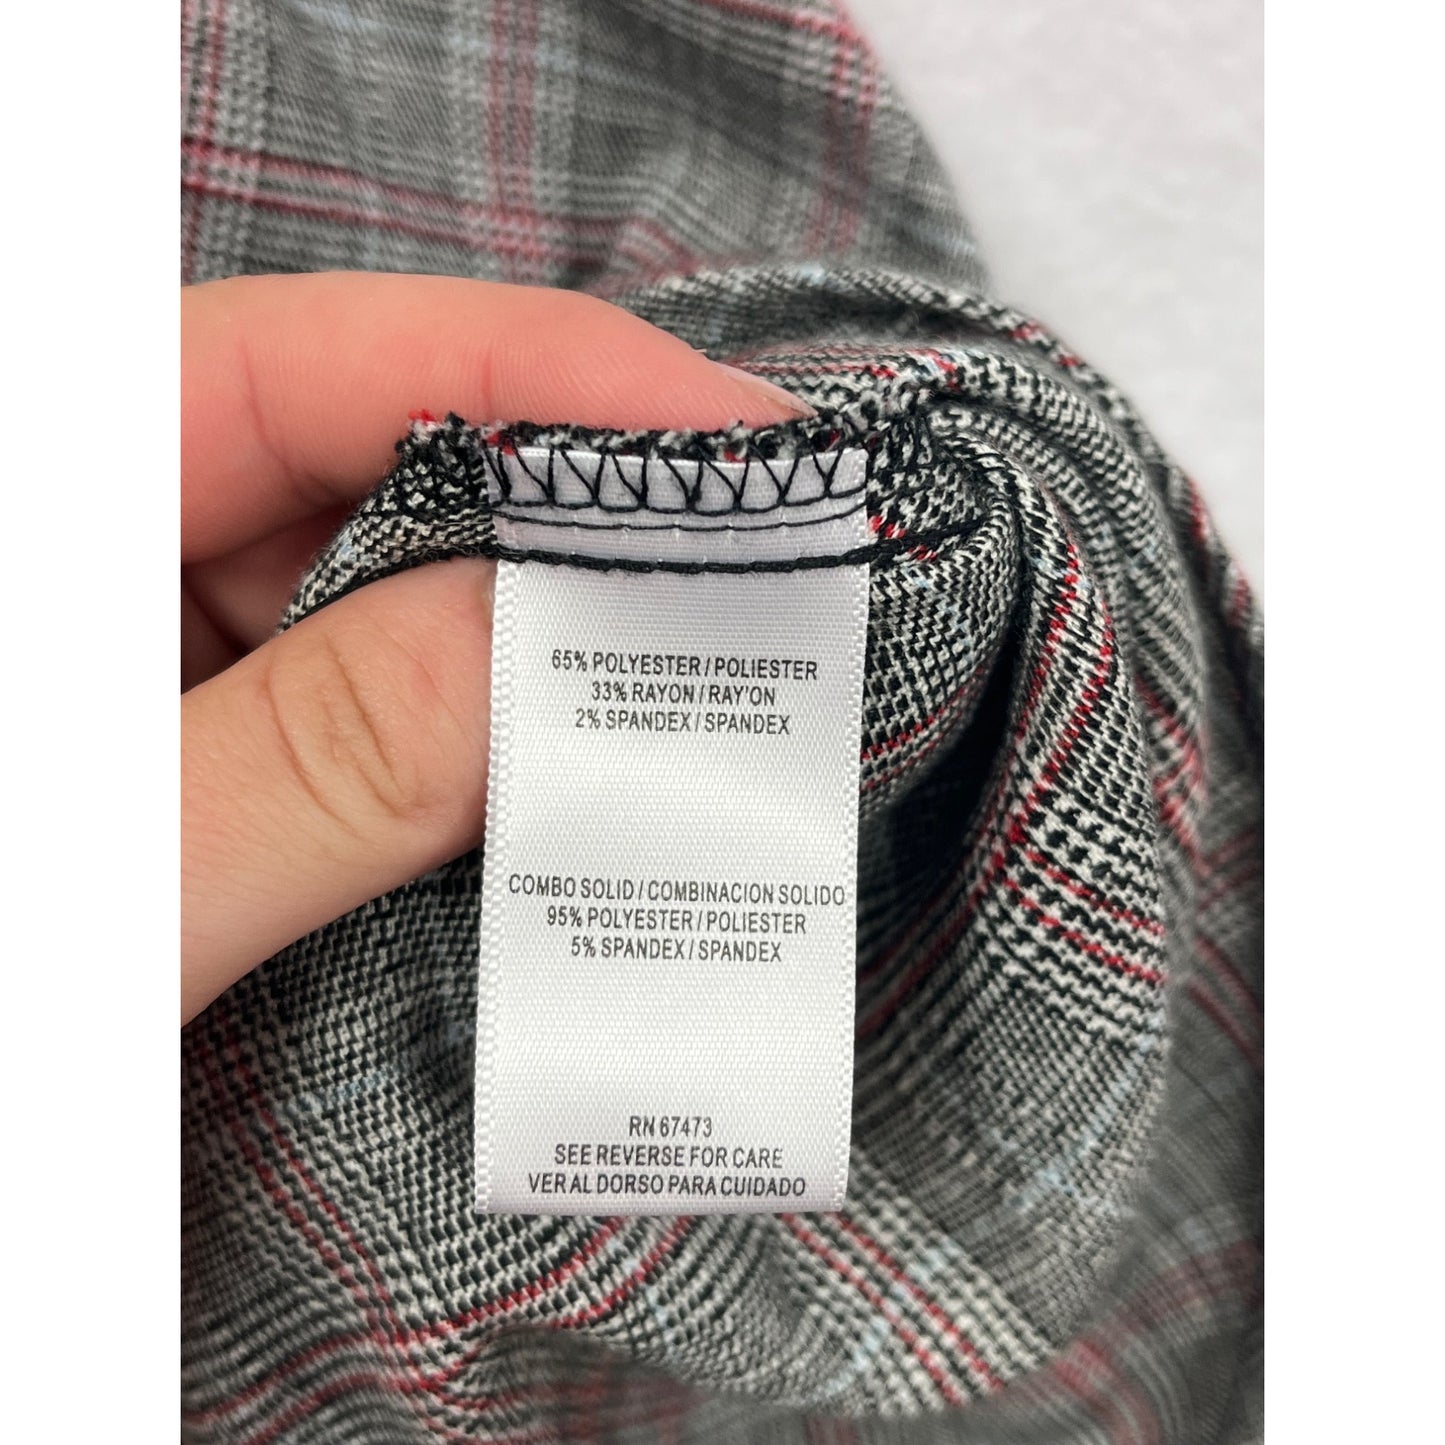 65% POLYESTER / POLIESTER
33% RAYON / RAY'ON
2% SPANDEX / SPANDEX
COMBO SOLID / COMBINACION SOLIDO
95% POLYESTER / POLIESTER
5% SPANDEX / SPANDEX
RN 67473
SEE REVERSE FOR CARE
VER AL DORSO PARA CUIDADO